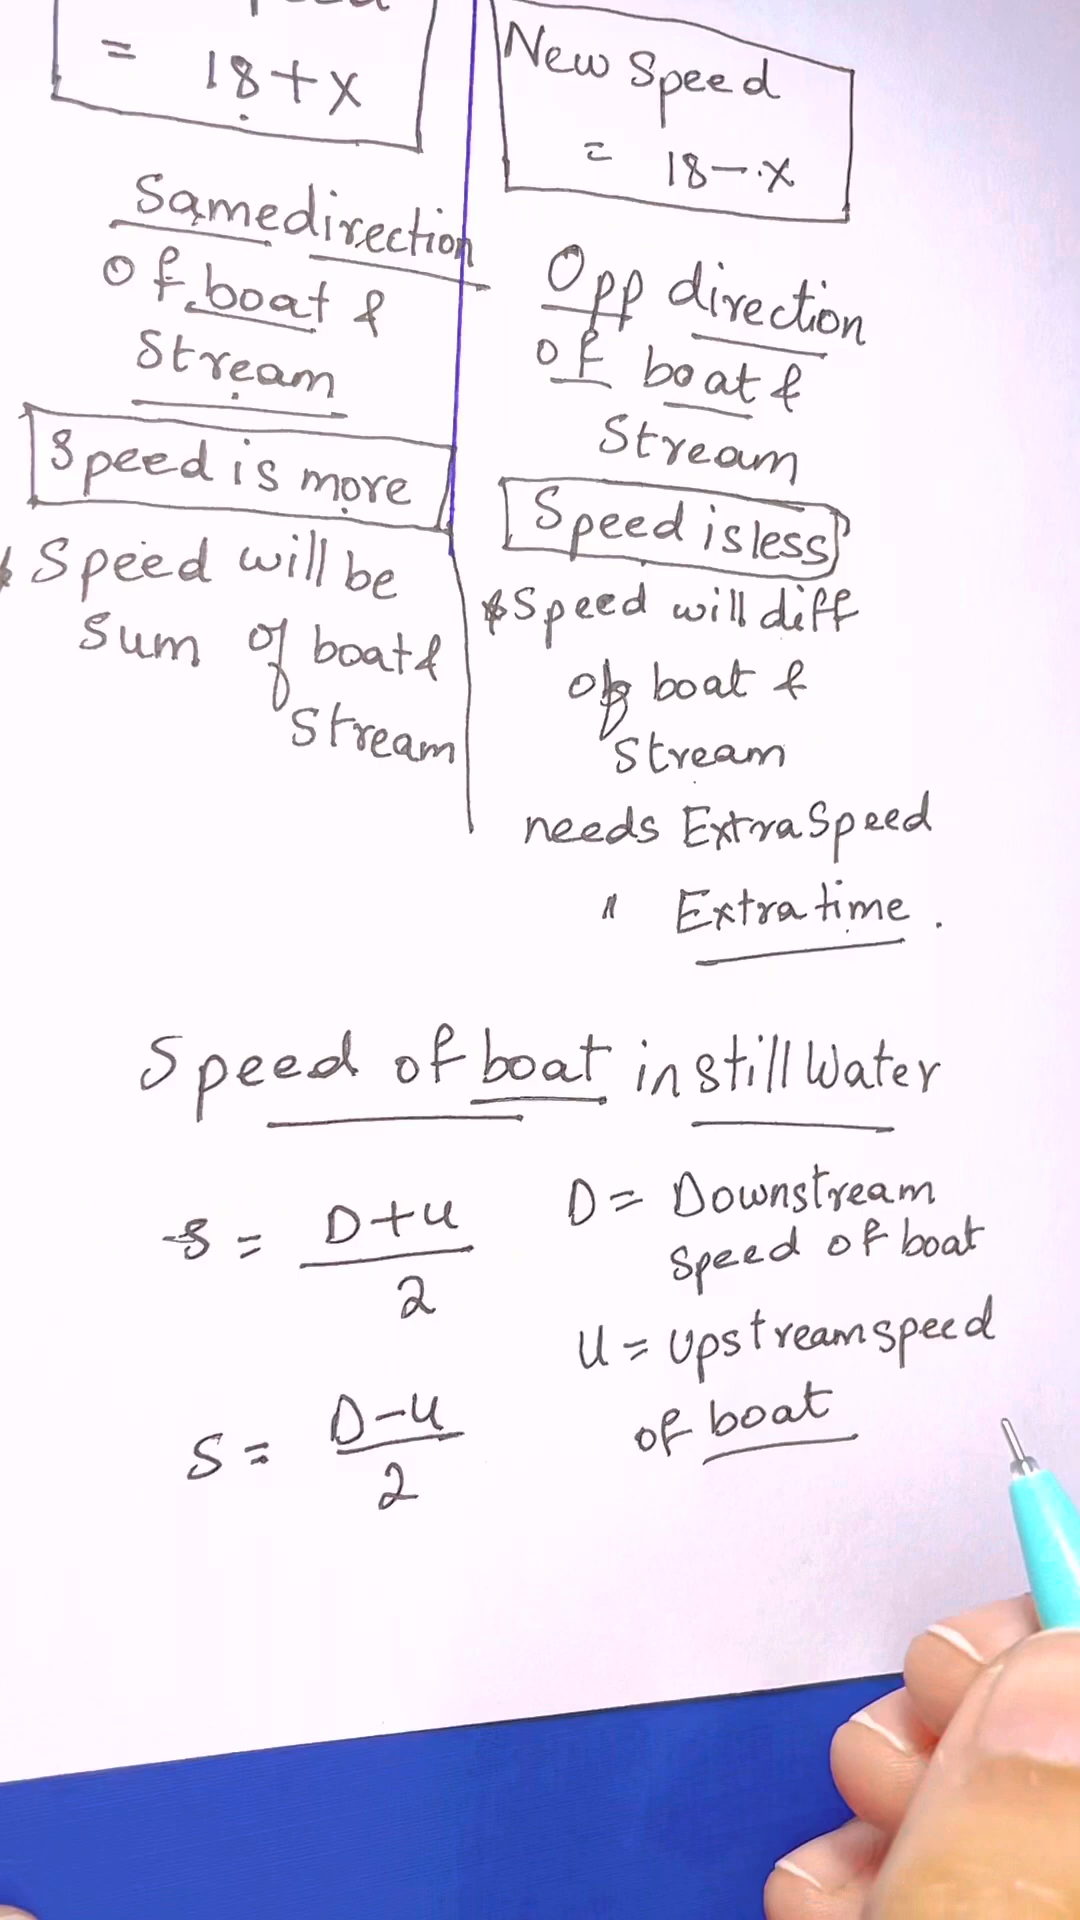 = 18+x
Same direction
of boat &
Stream
Speed is more
Speed will be
sum of boat &
Stream
New Speed
= 18-x
Opp direction
of boat &
Stream
Speed is less
*Speed will diff
of boat &
Stream
needs Extra Speed
" Extra time.
Speed of boat in still Water
S = D+u
2
D = Downstream
speed of boat
u = upstream speed
of boat
S = D-u
2